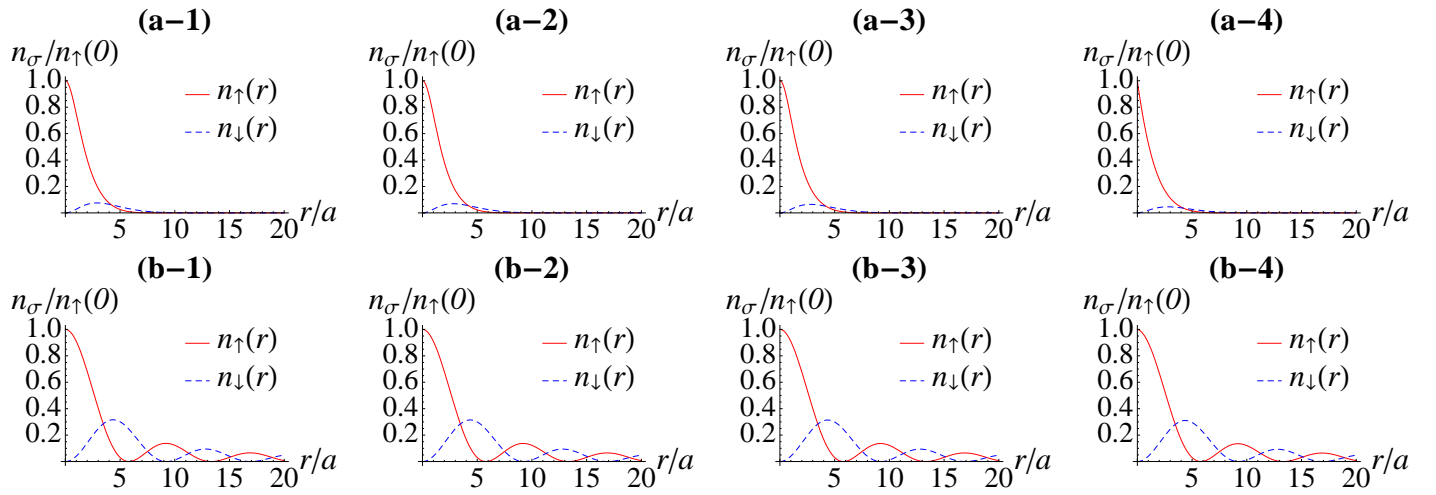 (a−1) (a−2) (a−3) (a−4)
nσ/n↑(0) nσ/n↑(0) nσ/n↑(0) nσ/n↑(0)
1.0 1.0 1.0 1.0
n↑(r) n↑(r) n↑(r) n↑(r)
0.8 0.8 0.8 0.8
n↓(r) n↓(r) n↓(r) n↓(r)
0.6 0.6 0.6 0.6
0.4 0.4 0.4 0.4
0.2 0.2 0.2 0.2
r/a r/a r/a r/a
5 10 15 20 5 10 15 20 5 10 15 20 5 10 15 20
(b−1) (b−2) (b−3) (b−4)
nσ/n↑(0) nσ/n↑(0) nσ/n↑(0) nσ/n↑(0)
1.0 1.0 1.0 1.0
n↑(r) n↑(r) n↑(r) n↑(r)
0.8 0.8 0.8 0.8
n↓(r) n↓(r) n↓(r) n↓(r)
0.6 0.6 0.6 0.6
0.4 0.4 0.4 0.4
0.2 0.2 0.2 0.2
r/a r/a r/a r/a
5 10 15 20 5 10 15 20 5 10 15 20 5 10 15 20